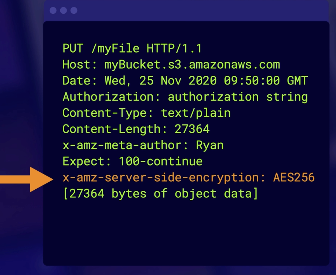 PUT /myFile HTTP/1.1
Host: myBucket.s3.amazonaws.com
Date: Wed, 25 Nov 2020 09:50:00 GMT
Authorization: authorization string
Content-Type: text/plain
Content-Length: 27364
x-amz-meta-author: Ryan
Expect: 100-continue
x-amz-server-side-encryption: AES256
[27364 bytes of object data]